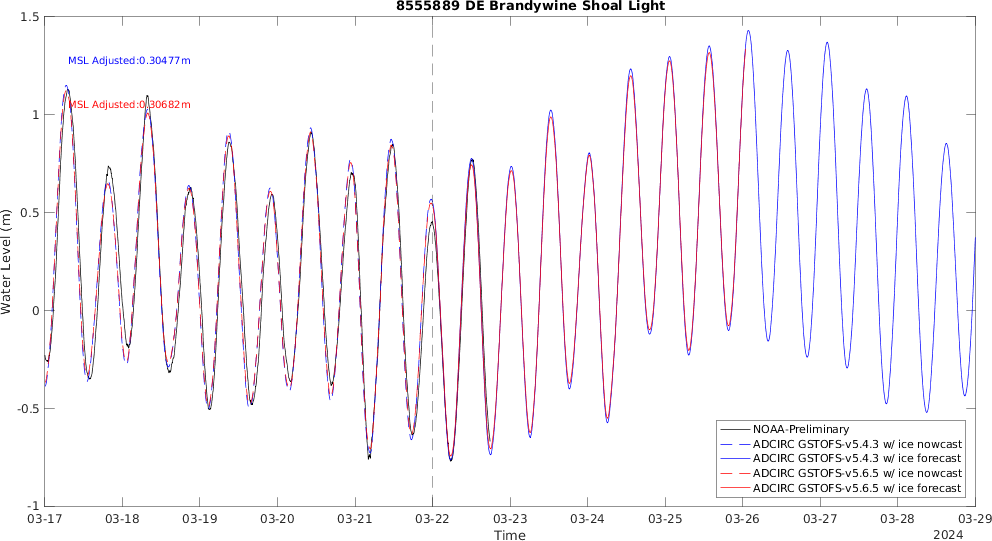 8555889 DE Brandywine Shoal Light
1.5
MSL Adjusted:0.30477m
MSL Adjusted:0.30682m
1
0.5
0
-0.5
-1
Water Level (m)
NOAA-Preliminary
ADCIRC GSTOFS-v5.4.3 w/ ice nowcast
ADCIRC GSTOFS-v5.4.3 w/ ice forecast
ADCIRC GSTOFS-v5.6.5 w/ ice nowcast
ADCIRC GSTOFS-v5.6.5 w/ ice forecast
03-17 03-18 03-19 03-20 03-21 03-22 03-23 03-24 03-25 03-26 03-27 03-28 03-29
Time
2024